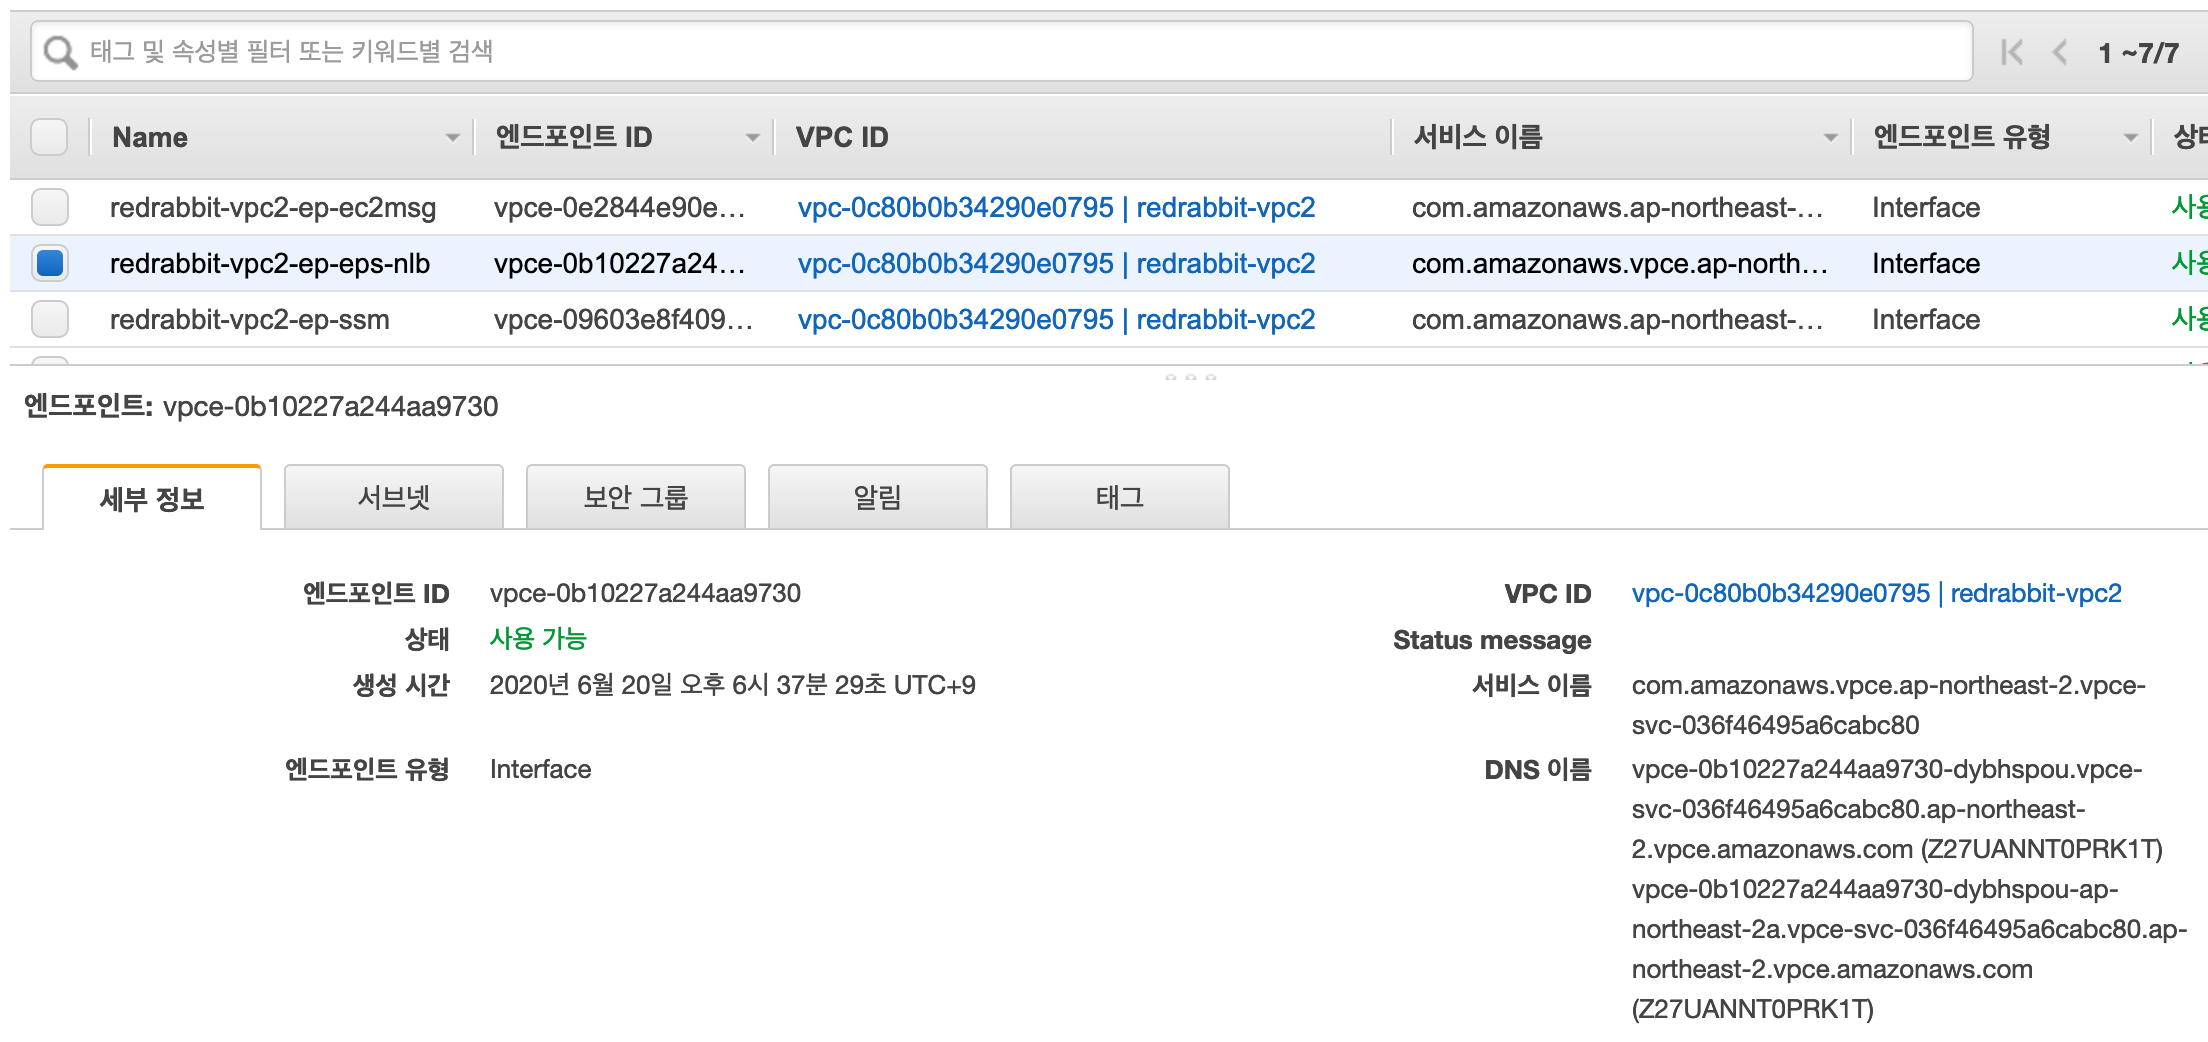 태그 및 속성별 필터 또는 키워드별 검색
1 ~7/7
Name 엔드포인트 ID VPC ID 서비스 이름 엔드포인트 유형
redrabbit-vpc2-ep-ec2msg vpce-0e2844e90e… vpc-0c80b0b34290e0795 | redrabbit-vpc2 com.amazonaws.ap-northeast-… Interface
redrabbit-vpc2-ep-eps-nlb vpce-0b10227a24… vpc-0c80b0b34290e0795 | redrabbit-vpc2 com.amazonaws.vpce.ap-north… Interface
redrabbit-vpc2-ep-ssm vpce-09603e8f409… vpc-0c80b0b34290e0795 | redrabbit-vpc2 com.amazonaws.ap-northeast-… Interface
엔드포인트: vpce-0b10227a244aa9730
세부 정보 서브넷 보안 그룹 알림 태그
엔드포인트 ID vpce-0b10227a244aa9730
상태 사용 가능
생성 시간 2020년 6월 20일 오후 6시 37분 29초 UTC+9
엔드포인트 유형 Interface
VPC ID vpc-0c80b0b34290e0795 | redrabbit-vpc2
Status message
서비스 이름 com.amazonaws.vpce.ap-northeast-2.vpce-
svc-036f46495a6cabc80
DNS 이름 vpce-0b10227a244aa9730-dybhspou.vpce-
svc-036f46495a6cabc80.ap-northeast-
2.vpce.amazonaws.com (Z27UANNT0PRK1T)
vpce-0b10227a244aa9730-dybhspou-ap-
northeast-2a.vpce-svc-036f46495a6cabc80.ap-
northeast-2.vpce.amazonaws.com
(Z27UANNT0PRK1T)